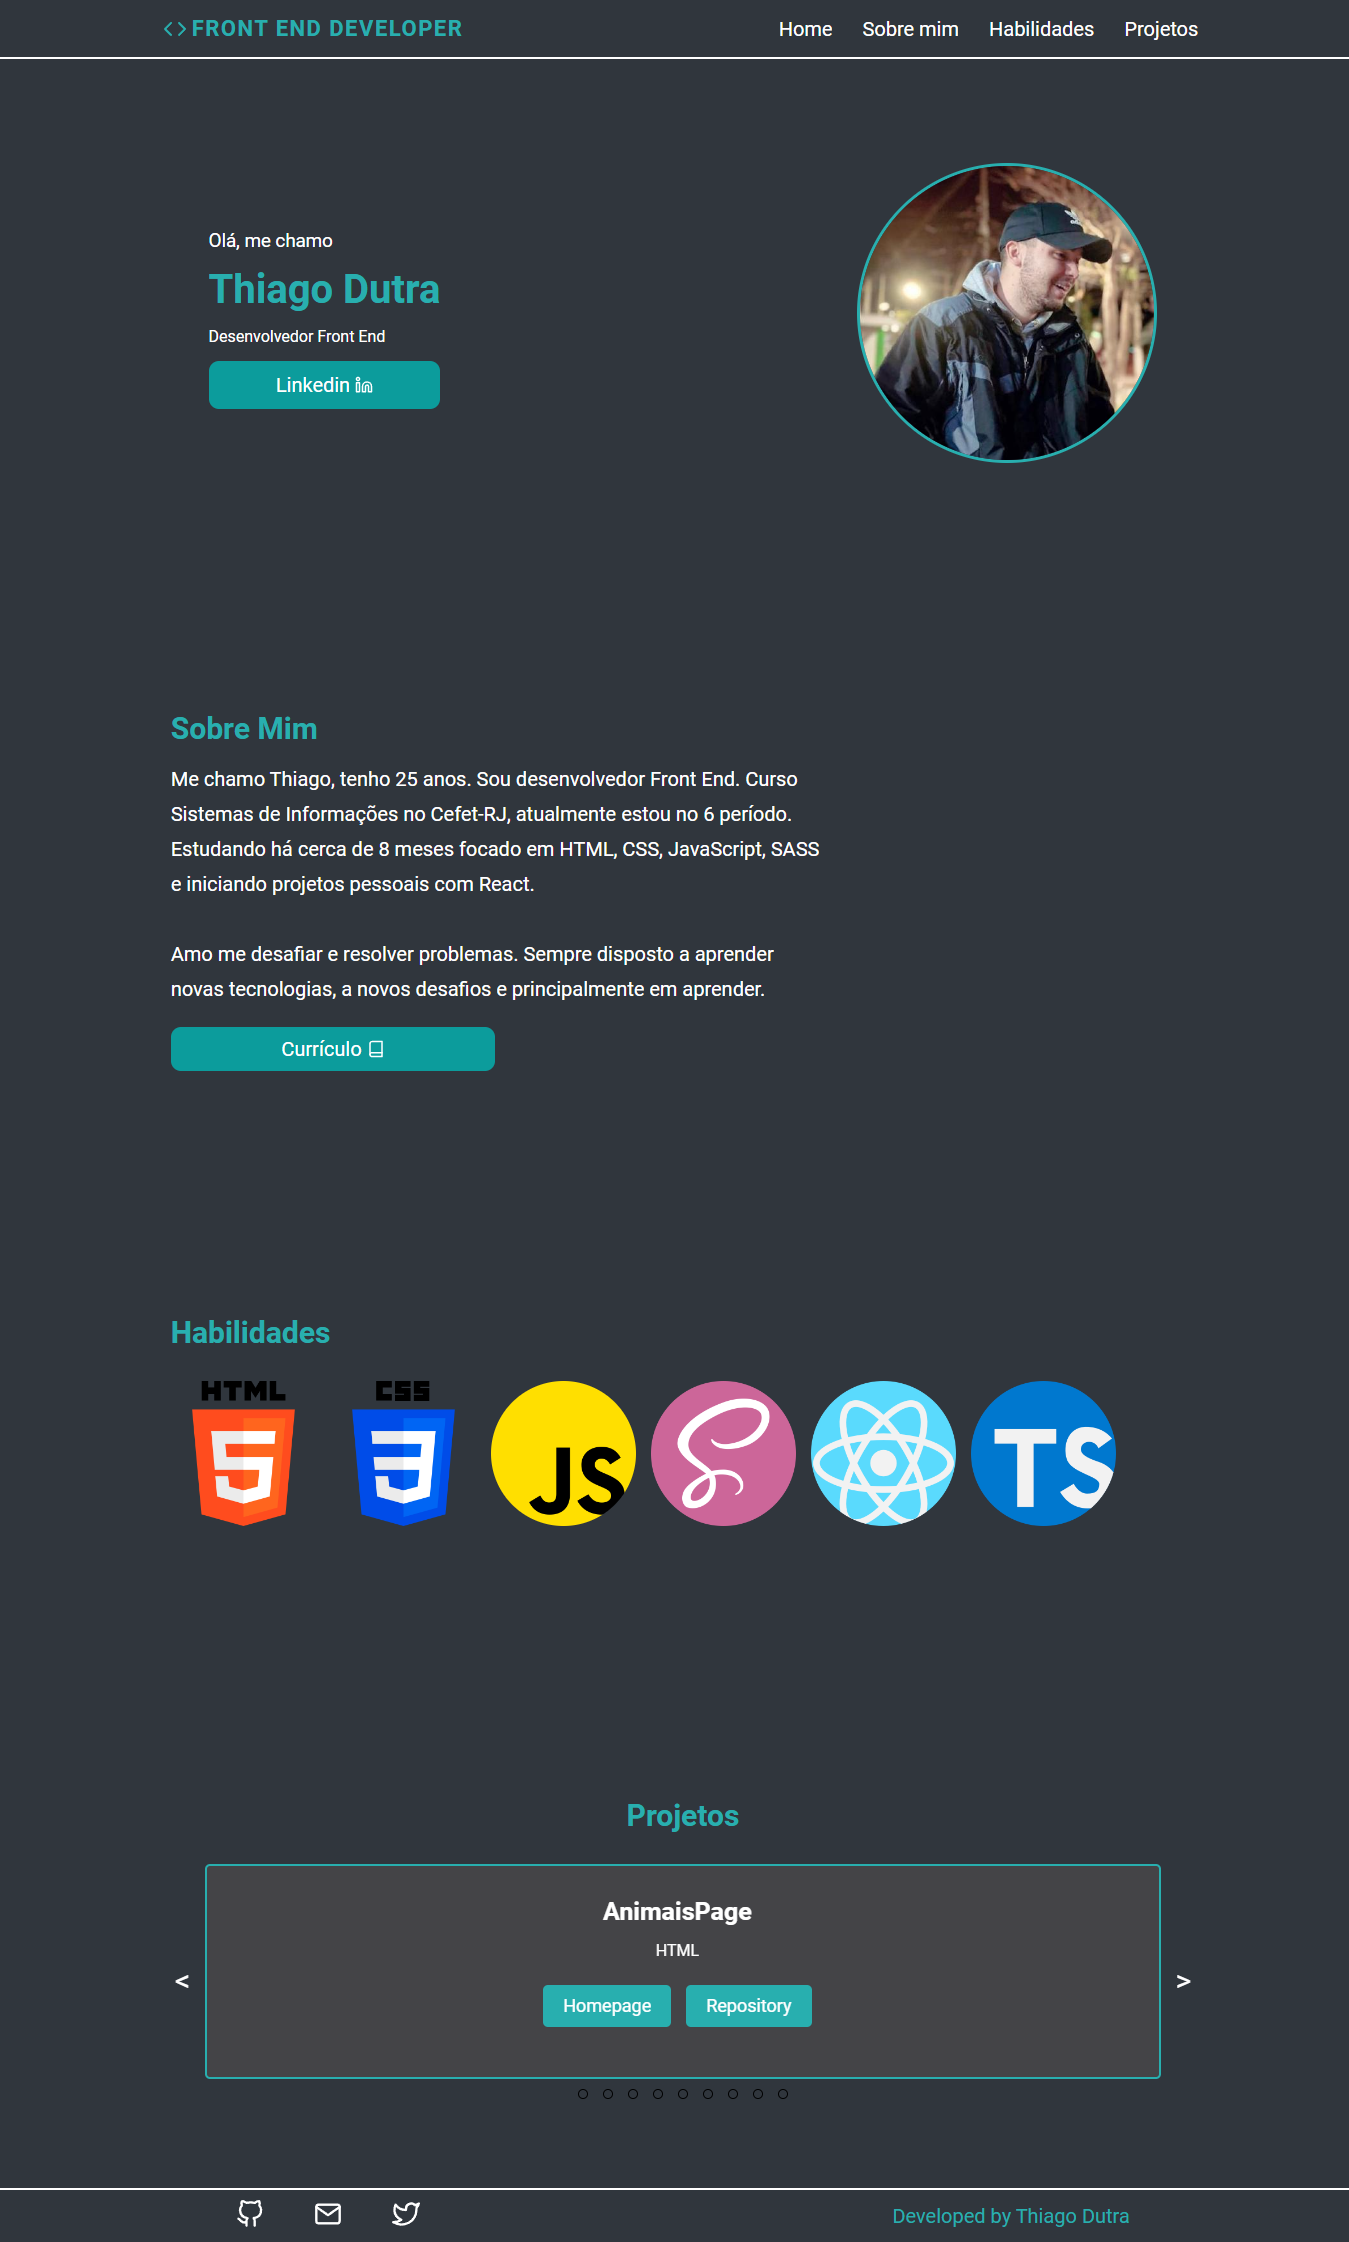 <> FRONT END DEVELOPER
Home Sobre mim Habilidades Projetos
Olá, me chamo
Thiago Dutra
Desenvolvedor Front End
Linkedin in
Sobre Mim
Me chamo Thiago, tenho 25 anos. Sou desenvolvedor Front End. Curso
Sistemas de Informações no Cefet-RJ, atualmente estou no 6 período.
Estudando há cerca de 8 meses focado em HTML, CSS, JavaScript, SASS
e iniciando projetos pessoais com React.
Amo me desafiar e resolver problemas. Sempre disposto a aprender
novas tecnologias, a novos desafios e principalmente em aprender.
Currículo
Habilidades
HTML CSS
5 3 JS S TS
Projetos
AnimaisPage
HTML
< >
Homepage Repository
Developed by Thiago Dutra